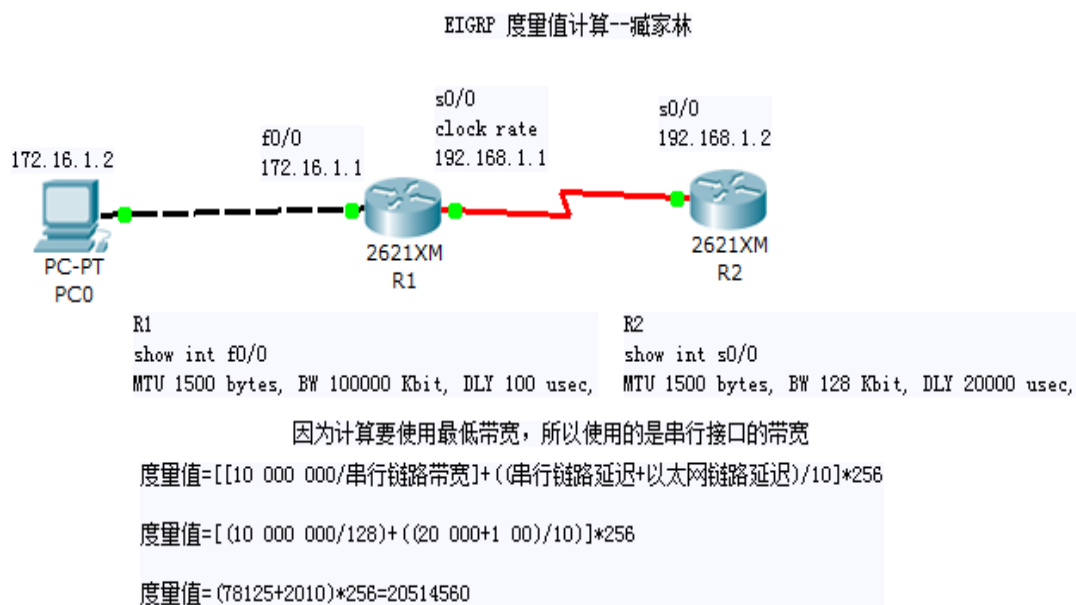 EIGRP 度量值计算--臧家林
s0/0
clock rate
192.168.1.1
s0/0
192.168.1.2
f0/0
172.16.1.1
172.16.1.2
PC-PT
PC0
2621XM
R1
2621XM
R2
R1
show int f0/0
MTU 1500 bytes, BW 100000 Kbit, DLY 100 usec,
R2
show int s0/0
MTU 1500 bytes, BW 128 Kbit, DLY 20000 usec,
因为计算要使用最低带宽，所以使用的是串行接口的带宽
度量值=[[10 000 000/串行链路带宽]+((串行链路延迟+以太网链路延迟)/10]*256
度量值=[(10 000 000/128)+((20 000+1 00)/10)]*256
度量值=(78125+2010)*256=20514560